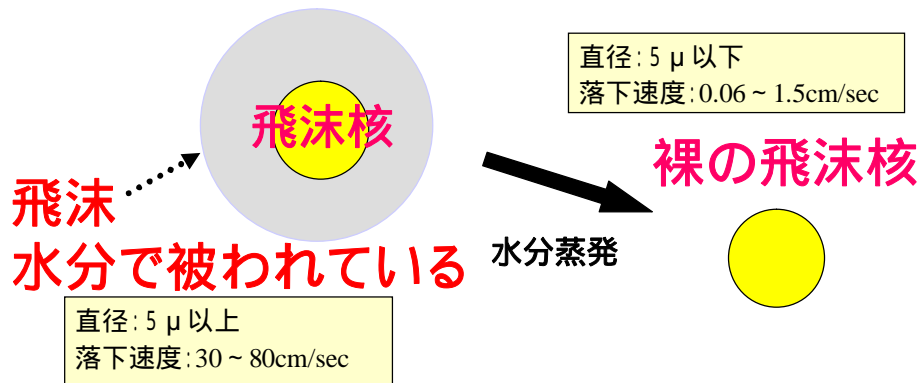 飛沫核
直径:5μ以下
落下速度:0.06~1.5cm/sec
裸の飛沫核
飛沫
水分で被われている
水分蒸発
直径:5μ以上
落下速度:30~80cm/sec